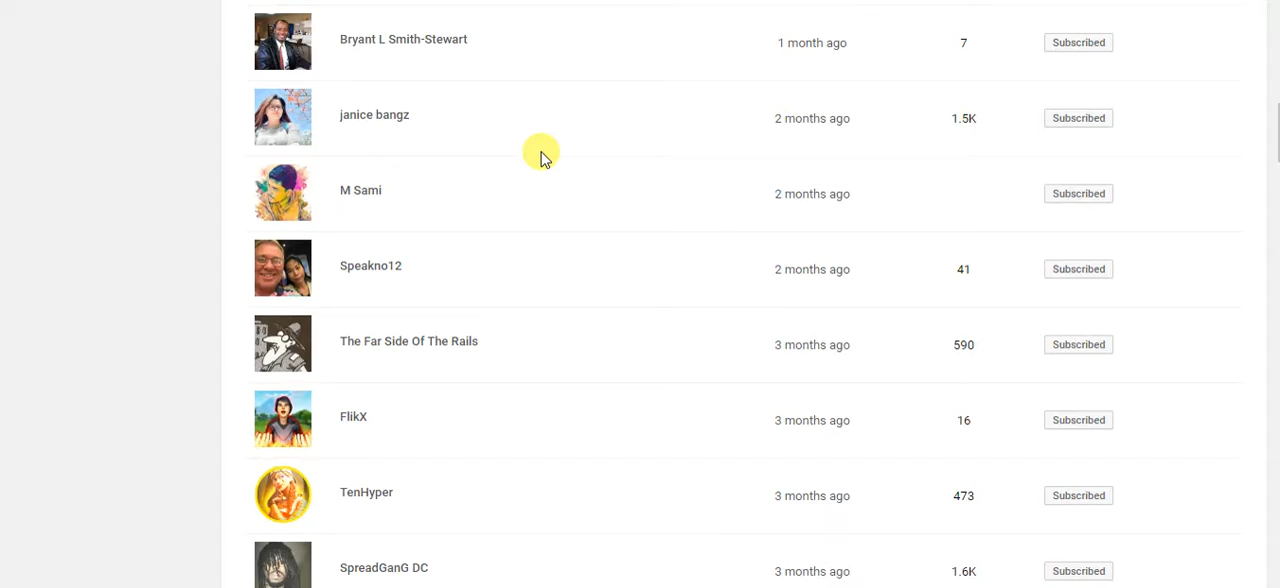 Bryant L Smith-Stewart 1 month ago 7 Subscribed
janice bangz 2 months ago 1.5K Subscribed
M Sami 2 months ago Subscribed
Speakno12 2 months ago 41 Subscribed
The Far Side Of The Rails 3 months ago 590 Subscribed
FlikX 3 months ago 16 Subscribed
TenHyper 3 months ago 473 Subscribed
SpreadGanG DC 3 months ago 1.6K Subscribed